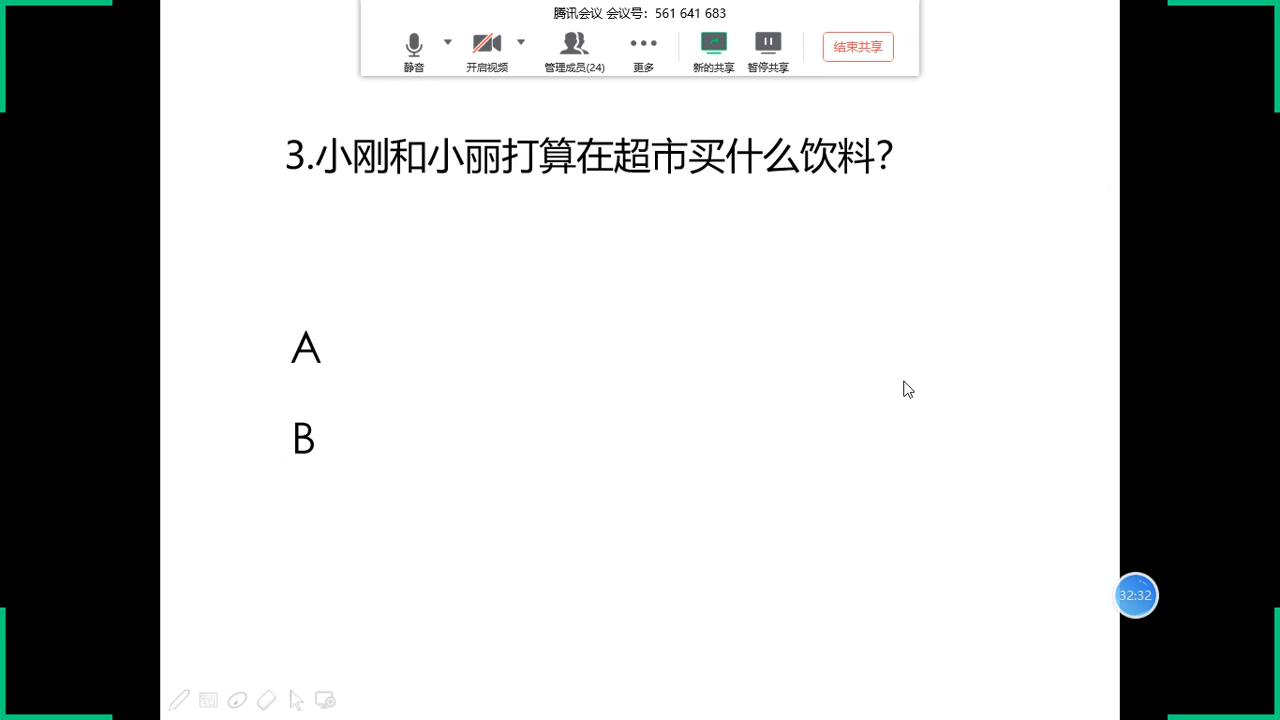 腾讯会议 会议号：561 641 683
静音 开启视频 管理成员(24) 更多 新的共享 暂停共享 结束共享
3.小刚和小丽打算在超市买什么饮料？
A
B
32:32